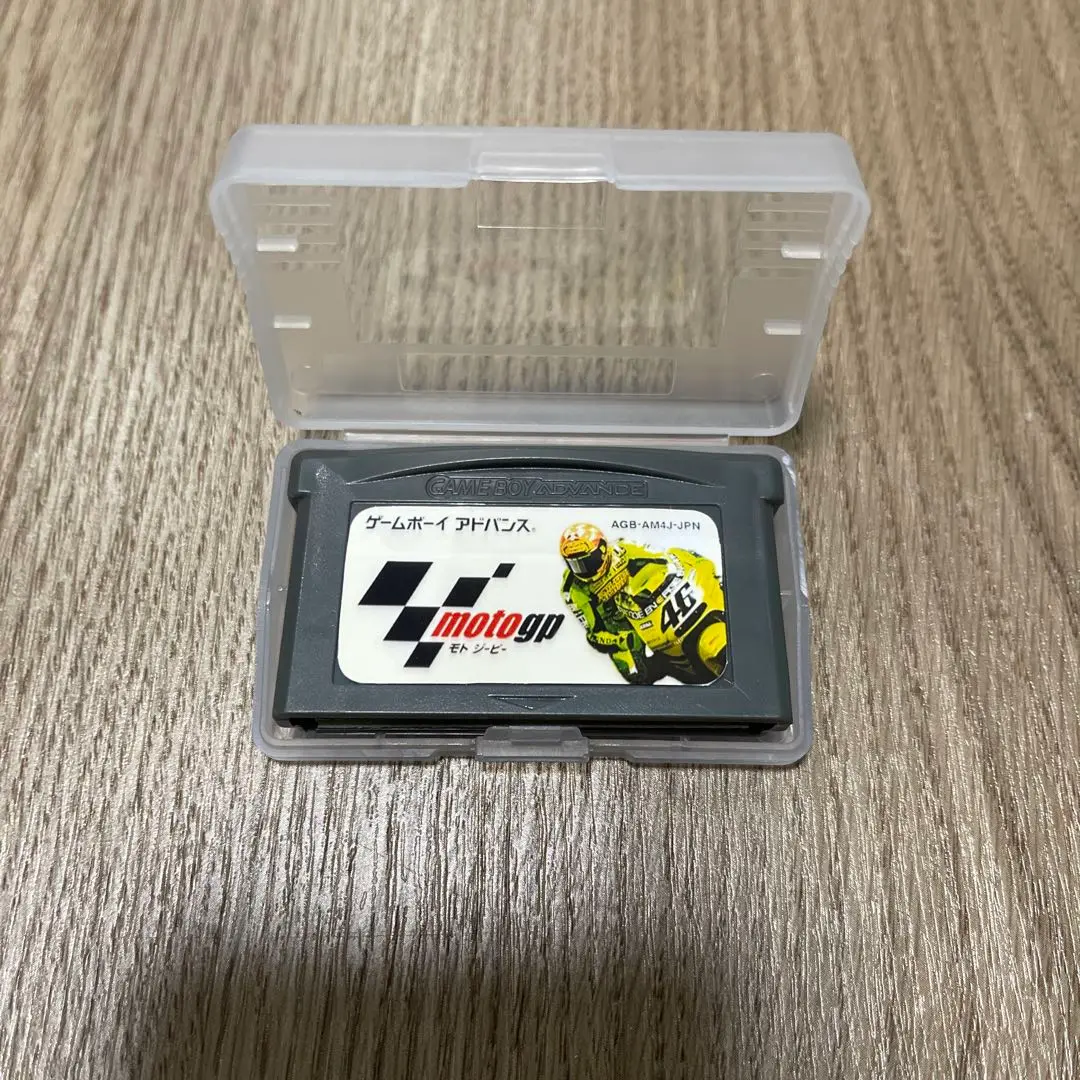 GAME BOY ADVANCE
ゲームボーイ アドバンス®
AGB-AM4J-JPN
motogp
モト ジーピー
46